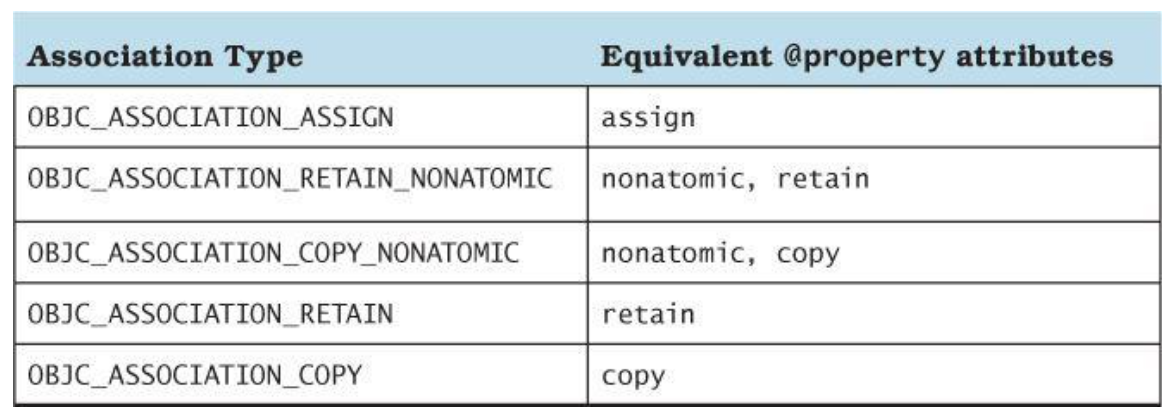 Association Type Equivalent @property attributes
OBJC_ASSOCIATION_ASSIGN assign
OBJC_ASSOCIATION_RETAIN_NONATOMIC nonatomic, retain
OBJC_ASSOCIATION_COPY_NONATOMIC nonatomic, copy
OBJC_ASSOCIATION_RETAIN retain
OBJC_ASSOCIATION_COPY copy